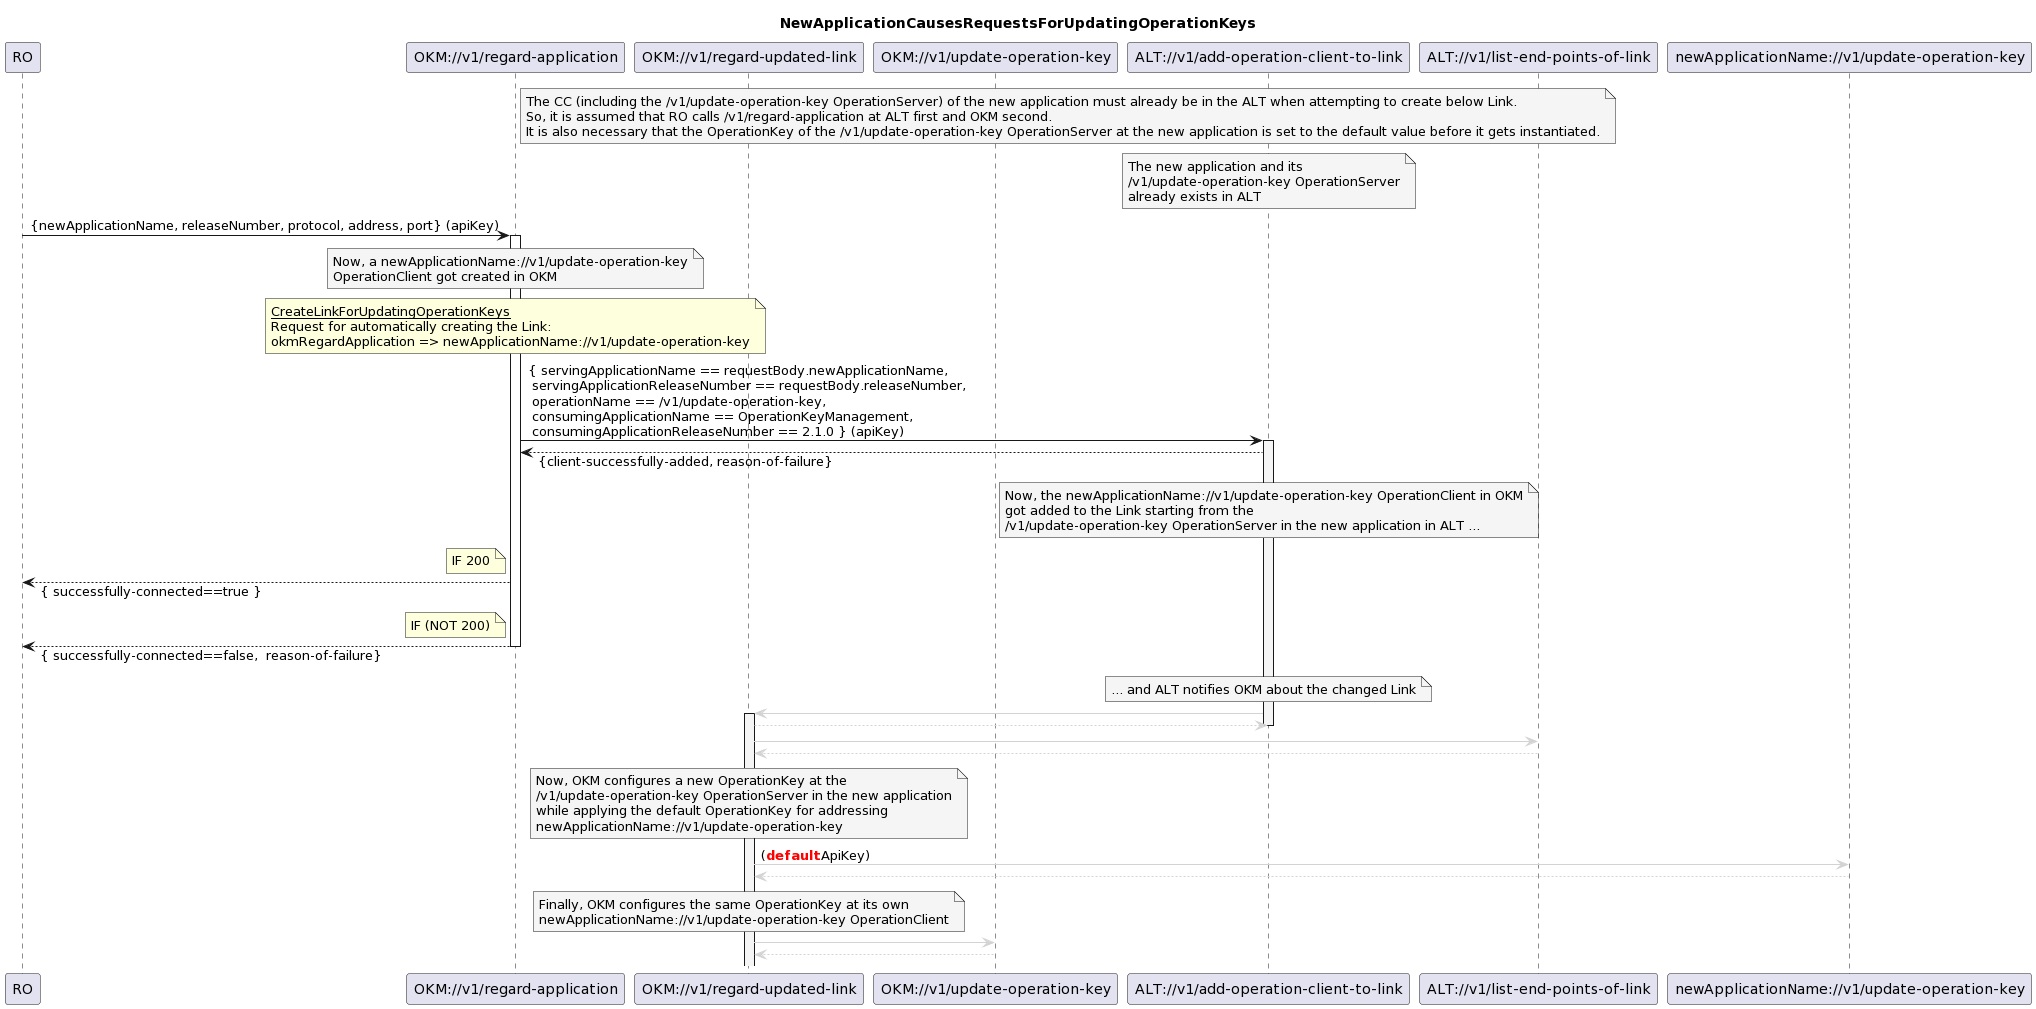 NewApplicationCausesRequestsForUpdatingOperationKeys
RO
OKM://v1/regard-application
OKM://v1/regard-updated-link
OKM://v1/update-operation-key
ALT://v1/add-operation-client-to-link
ALT://v1/list-end-points-of-link
newApplicationName://v1/update-operation-key
The CC (including the /v1/update-operation-key OperationServer) of the new application must already be in the ALT when attempting to create below Link.
So, it is assumed that RO calls /v1/regard-application at ALT first and OKM second.
It is also necessary that the OperationKey of the /v1/update-operation-key OperationServer at the new application is set to the default value before it gets instantiated.
The new application and its
/v1/update-operation-key OperationServer
already exists in ALT
{newApplicationName, releaseNumber, protocol, address, port} (apiKey)
Now, a newApplicationName://v1/update-operation-key
OperationClient got created in OKM
CreateLinkForUpdatingOperationKeys
Request for automatically creating the Link:
okmRegardApplication => newApplicationName://v1/update-operation-key
{ servingApplicationName == requestBody.newApplicationName,
servingApplicationReleaseNumber == requestBody.releaseNumber,
operationName == /v1/update-operation-key,
consumingApplicationName == OperationKeyManagement,
consumingApplicationReleaseNumber == 2.1.0 } (apiKey)
{client-successfully-added, reason-of-failure}
Now, the newApplicationName://v1/update-operation-key OperationClient in OKM
got added to the Link starting from the
/v1/update-operation-key OperationServer in the new application in ALT ...
IF 200
{ successfully-connected==true }
IF (NOT 200)
{ successfully-connected==false,  reason-of-failure}
... and ALT notifies OKM about the changed Link
Now, OKM configures a new OperationKey at the
/v1/update-operation-key OperationServer in the new application
while applying the default OperationKey for addressing
newApplicationName://v1/update-operation-key
(defaultApiKey)
Finally, OKM configures the same OperationKey at its own
newApplicationName://v1/update-operation-key OperationClient
RO
OKM://v1/regard-application
OKM://v1/regard-updated-link
OKM://v1/update-operation-key
ALT://v1/add-operation-client-to-link
ALT://v1/list-end-points-of-link
newApplicationName://v1/update-operation-key